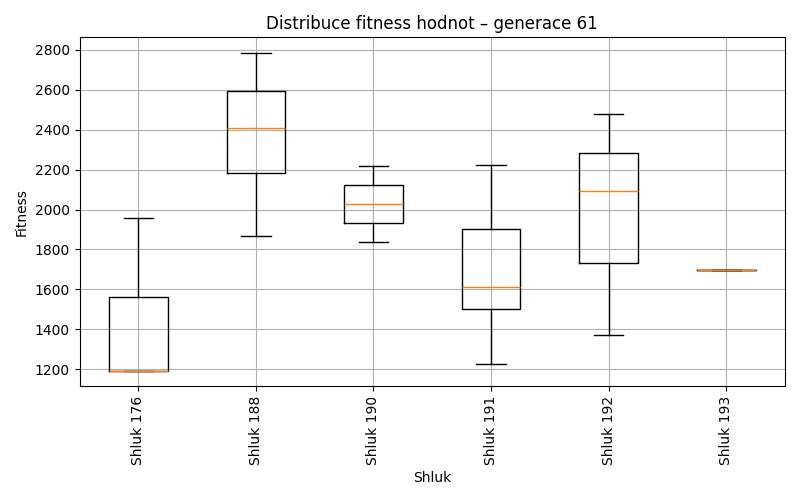 Distribuce fitness hodnot – generace 61
Fitness
2800
2600
2400
2200
2000
1800
1600
1400
1200
Shluk 176
Shluk 188
Shluk 190
Shluk 191
Shluk 192
Shluk 193
Shluk